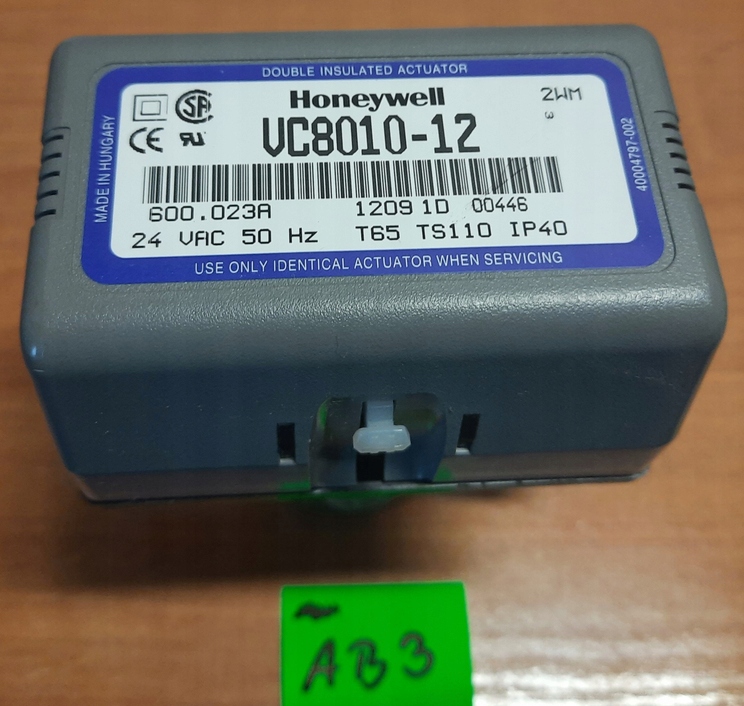 DOUBLE INSULATED ACTUATOR
MADE IN HUNGARY
Honeywell
2WM
3
VC8010-12
40004797-002
600.023A 1209 1D 00446
24 VAC 50 Hz T65 TS110 IP40
USE ONLY IDENTICAL ACTUATOR WHEN SERVICING
AB3